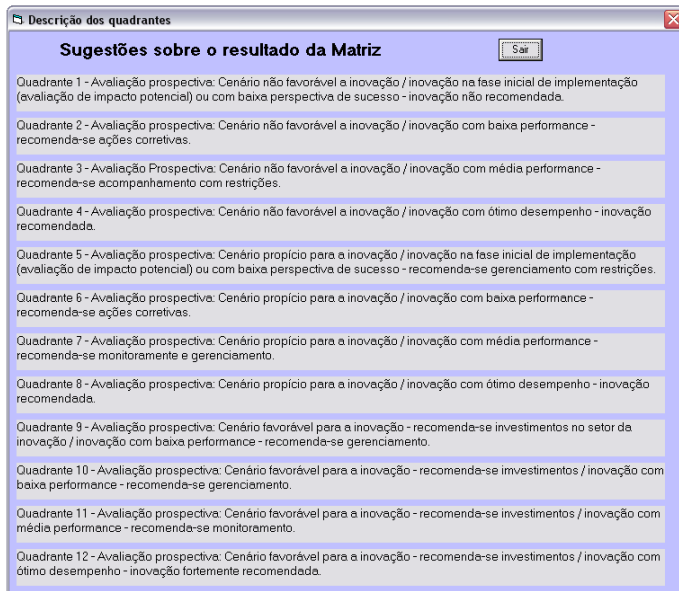 Descrição dos quadrantes
Sugestões sobre o resultado da Matriz
Sair
Quadrante 1 - Avaliação prospectiva: Cenário não favorável a inovação / inovação na fase inicial de implementação
(avaliação de impacto potencial) ou com baixa perspectiva de sucesso - inovação não recomendada.
Quadrante 2 - Avaliação prospectiva: Cenário não favorável a inovação / inovação com baixa performance -
recomenda-se ações corretivas.
Quadrante 3 - Avaliação Prospectiva: Cenário não favorável a inovação / inovação com média performance -
recomenda-se acompanhamento com restrições.
Quadrante 4 - Avaliação prospectiva: Cenário não favorável a inovação / inovação com ótimo desempenho - inovação
recomendada.
Quadrante 5 - Avaliação prospectiva: Cenário propício para a inovação / inovação na fase inicial de implementação
(avaliação de impacto potencial) ou com baixa perspectiva de sucesso - recomenda-se gerenciamento com restrições.
Quadrante 6 - Avaliação prospectiva: Cenário propício para a inovação / inovação com baixa performance -
recomenda-se ações corretivas.
Quadrante 7 - Avaliação prospectiva: Cenário propício para a inovação / inovação com média performance -
recomenda-se monitoramente e gerenciamento.
Quadrante 8 - Avaliação prospectiva: Cenário propício para a inovação / inovação com ótimo desempenho - inovação
recomendada.
Quadrante 9 - Avaliação prospectiva: Cenário favorável para a inovação - recomenda-se investimentos no setor da
inovação / inovação com baixa performance - recomenda-se gerenciamento.
Quadrante 10 - Avaliação prospectiva: Cenário favorável para a inovação - recomenda-se imvestimentos / inovação com
baixa performance - recomenda-se gerenciamento.
Quadrante 11 - Avaliação prospectiva: Cenário favorável para a inovação - recomenda-se investimentos / inovação com
média performance - recomenda-se monitoramento.
Quadrante 12 - Avaliação prospectiva: Cenário favorável para a inovação - recomenda-se investimentos / inovação com
ótimo desempenho - inovação fortemente recomendada.